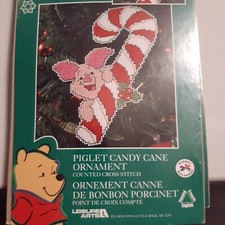 PIGLET CANDY CANE
ORNAMENT
COUNTED CROSS STITCH
ORNEMENT CANNE
DE BONBON PORCINET
POINT DE CROIX COMPTÉ
LEISURE
ARTS